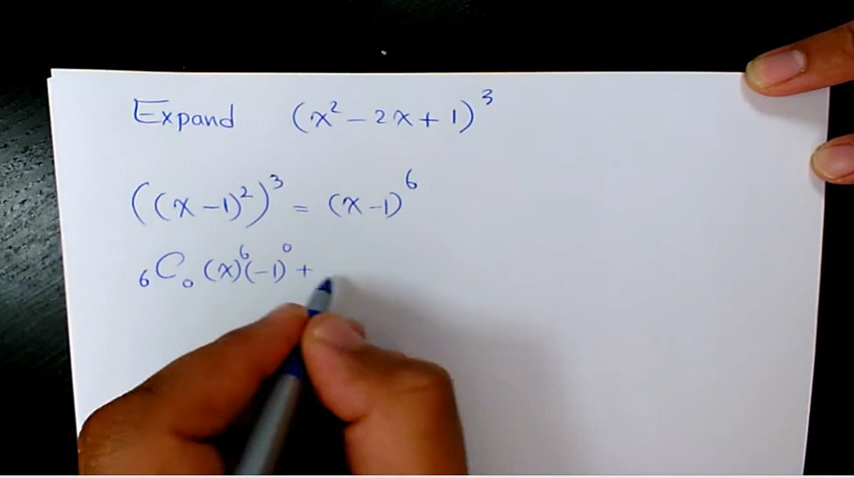 Expand (x² − 2x + 1)³
((x − 1)²)³ = (x − 1)⁶
₆C₀ (x)⁶(−1)⁰ +